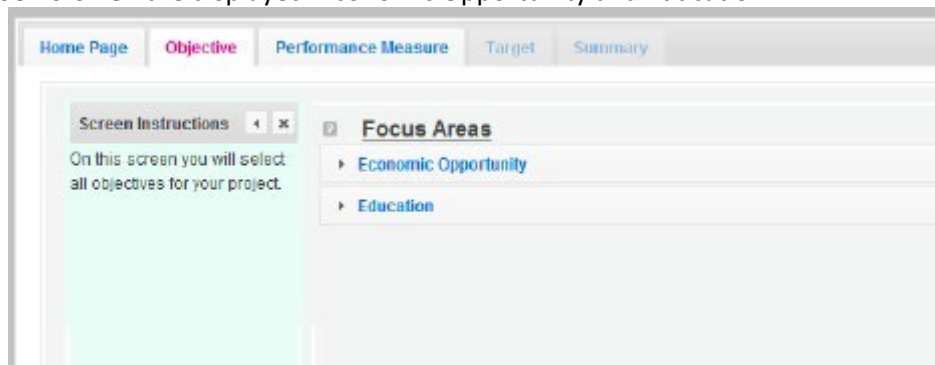 Home Page Objective Performance Measure Target Summary
Screen Instructions
On this screen you will select
all objectives for your project.
Focus Areas
Economic Opportunity
Education